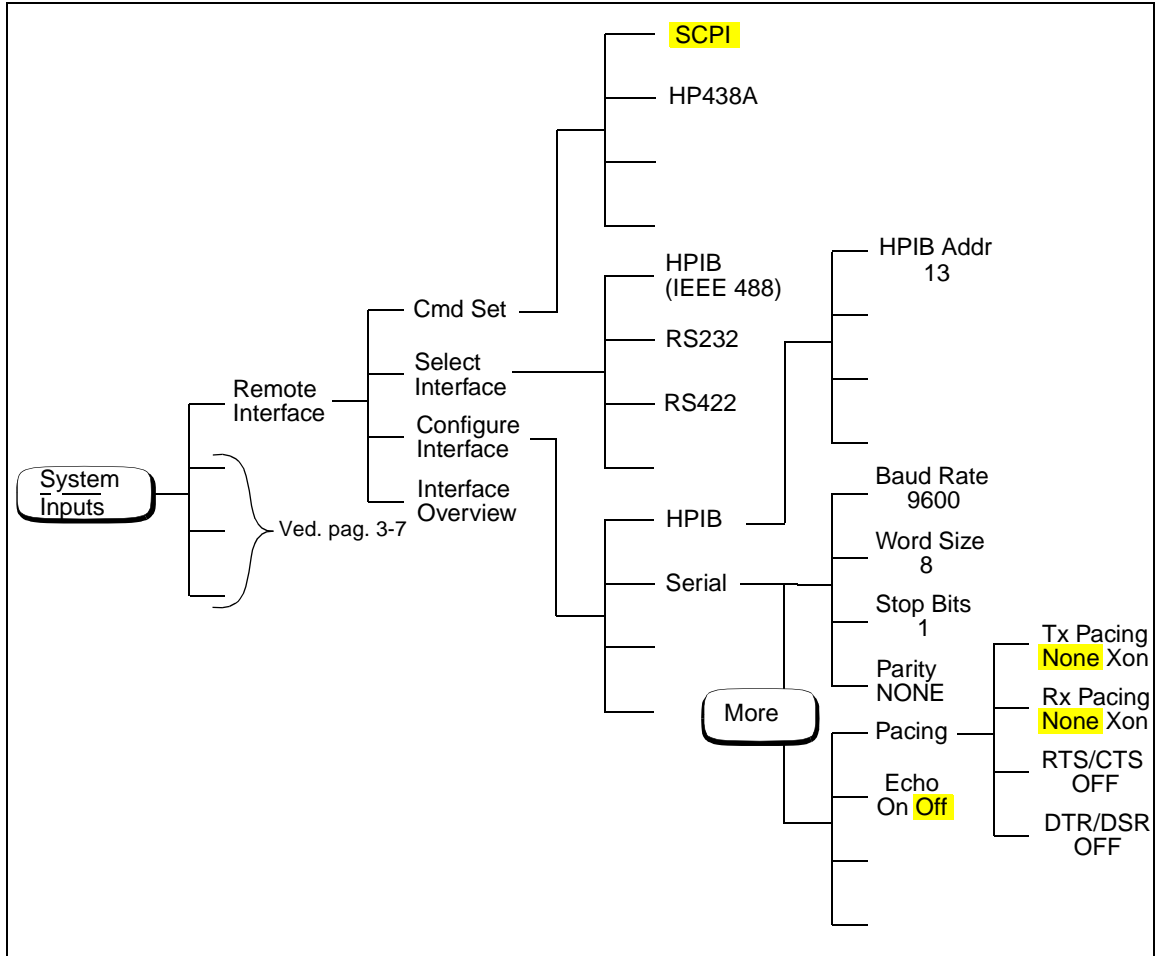 System
Inputs
Remote
Interface
Ved. pag. 3-7
Cmd Set
Select
Interface
Configure
Interface
Interface
Overview
SCPI
HP438A
HPIB
(IEEE 488)
RS232
RS422
HPIB
Serial
HPIB Addr
13
Baud Rate
9600
Word Size
8
Stop Bits
1
Parity
NONE
More
Pacing
Echo
On Off
Tx Pacing
None Xon
Rx Pacing
None Xon
RTS/CTS
OFF
DTR/DSR
OFF